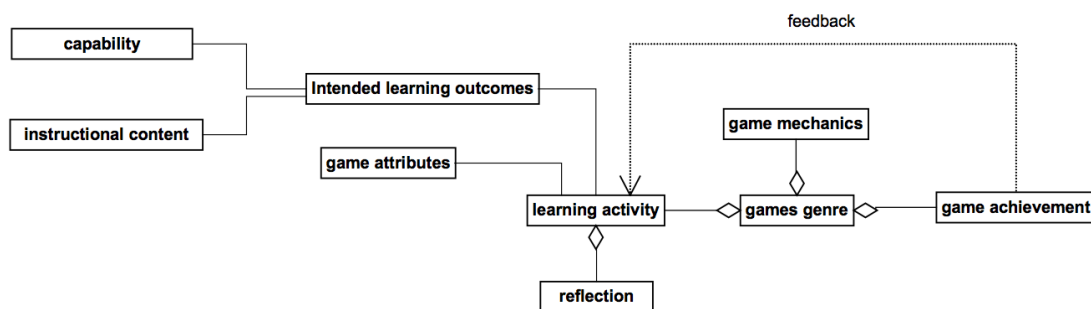 feedback
capability
Intended learning outcomes
instructional content
game mechanics
game attributes
learning activity
games genre
game achievement
reflection